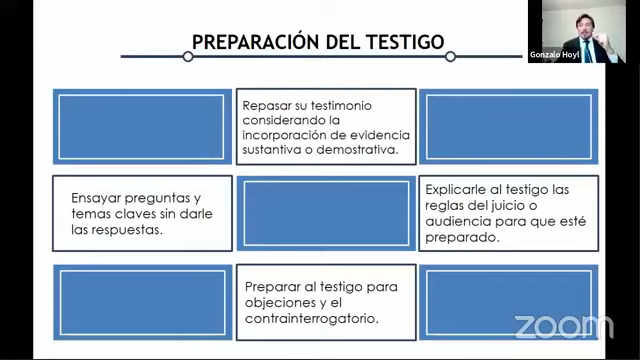 PREPARACIÓN DEL TESTIGO
Gonzalo Hoyl
Repasar su testimonio
considerando la
incorporación de evidencia
sustantiva o demostrativa.
Ensayar preguntas y
temas claves sin darle
las respuestas.
Explicarle al testigo las
reglas del juicio o
audiencia para que esté
preparado.
Preparar al testigo para
objeciones y el
contrainterrogatorio.
zoom